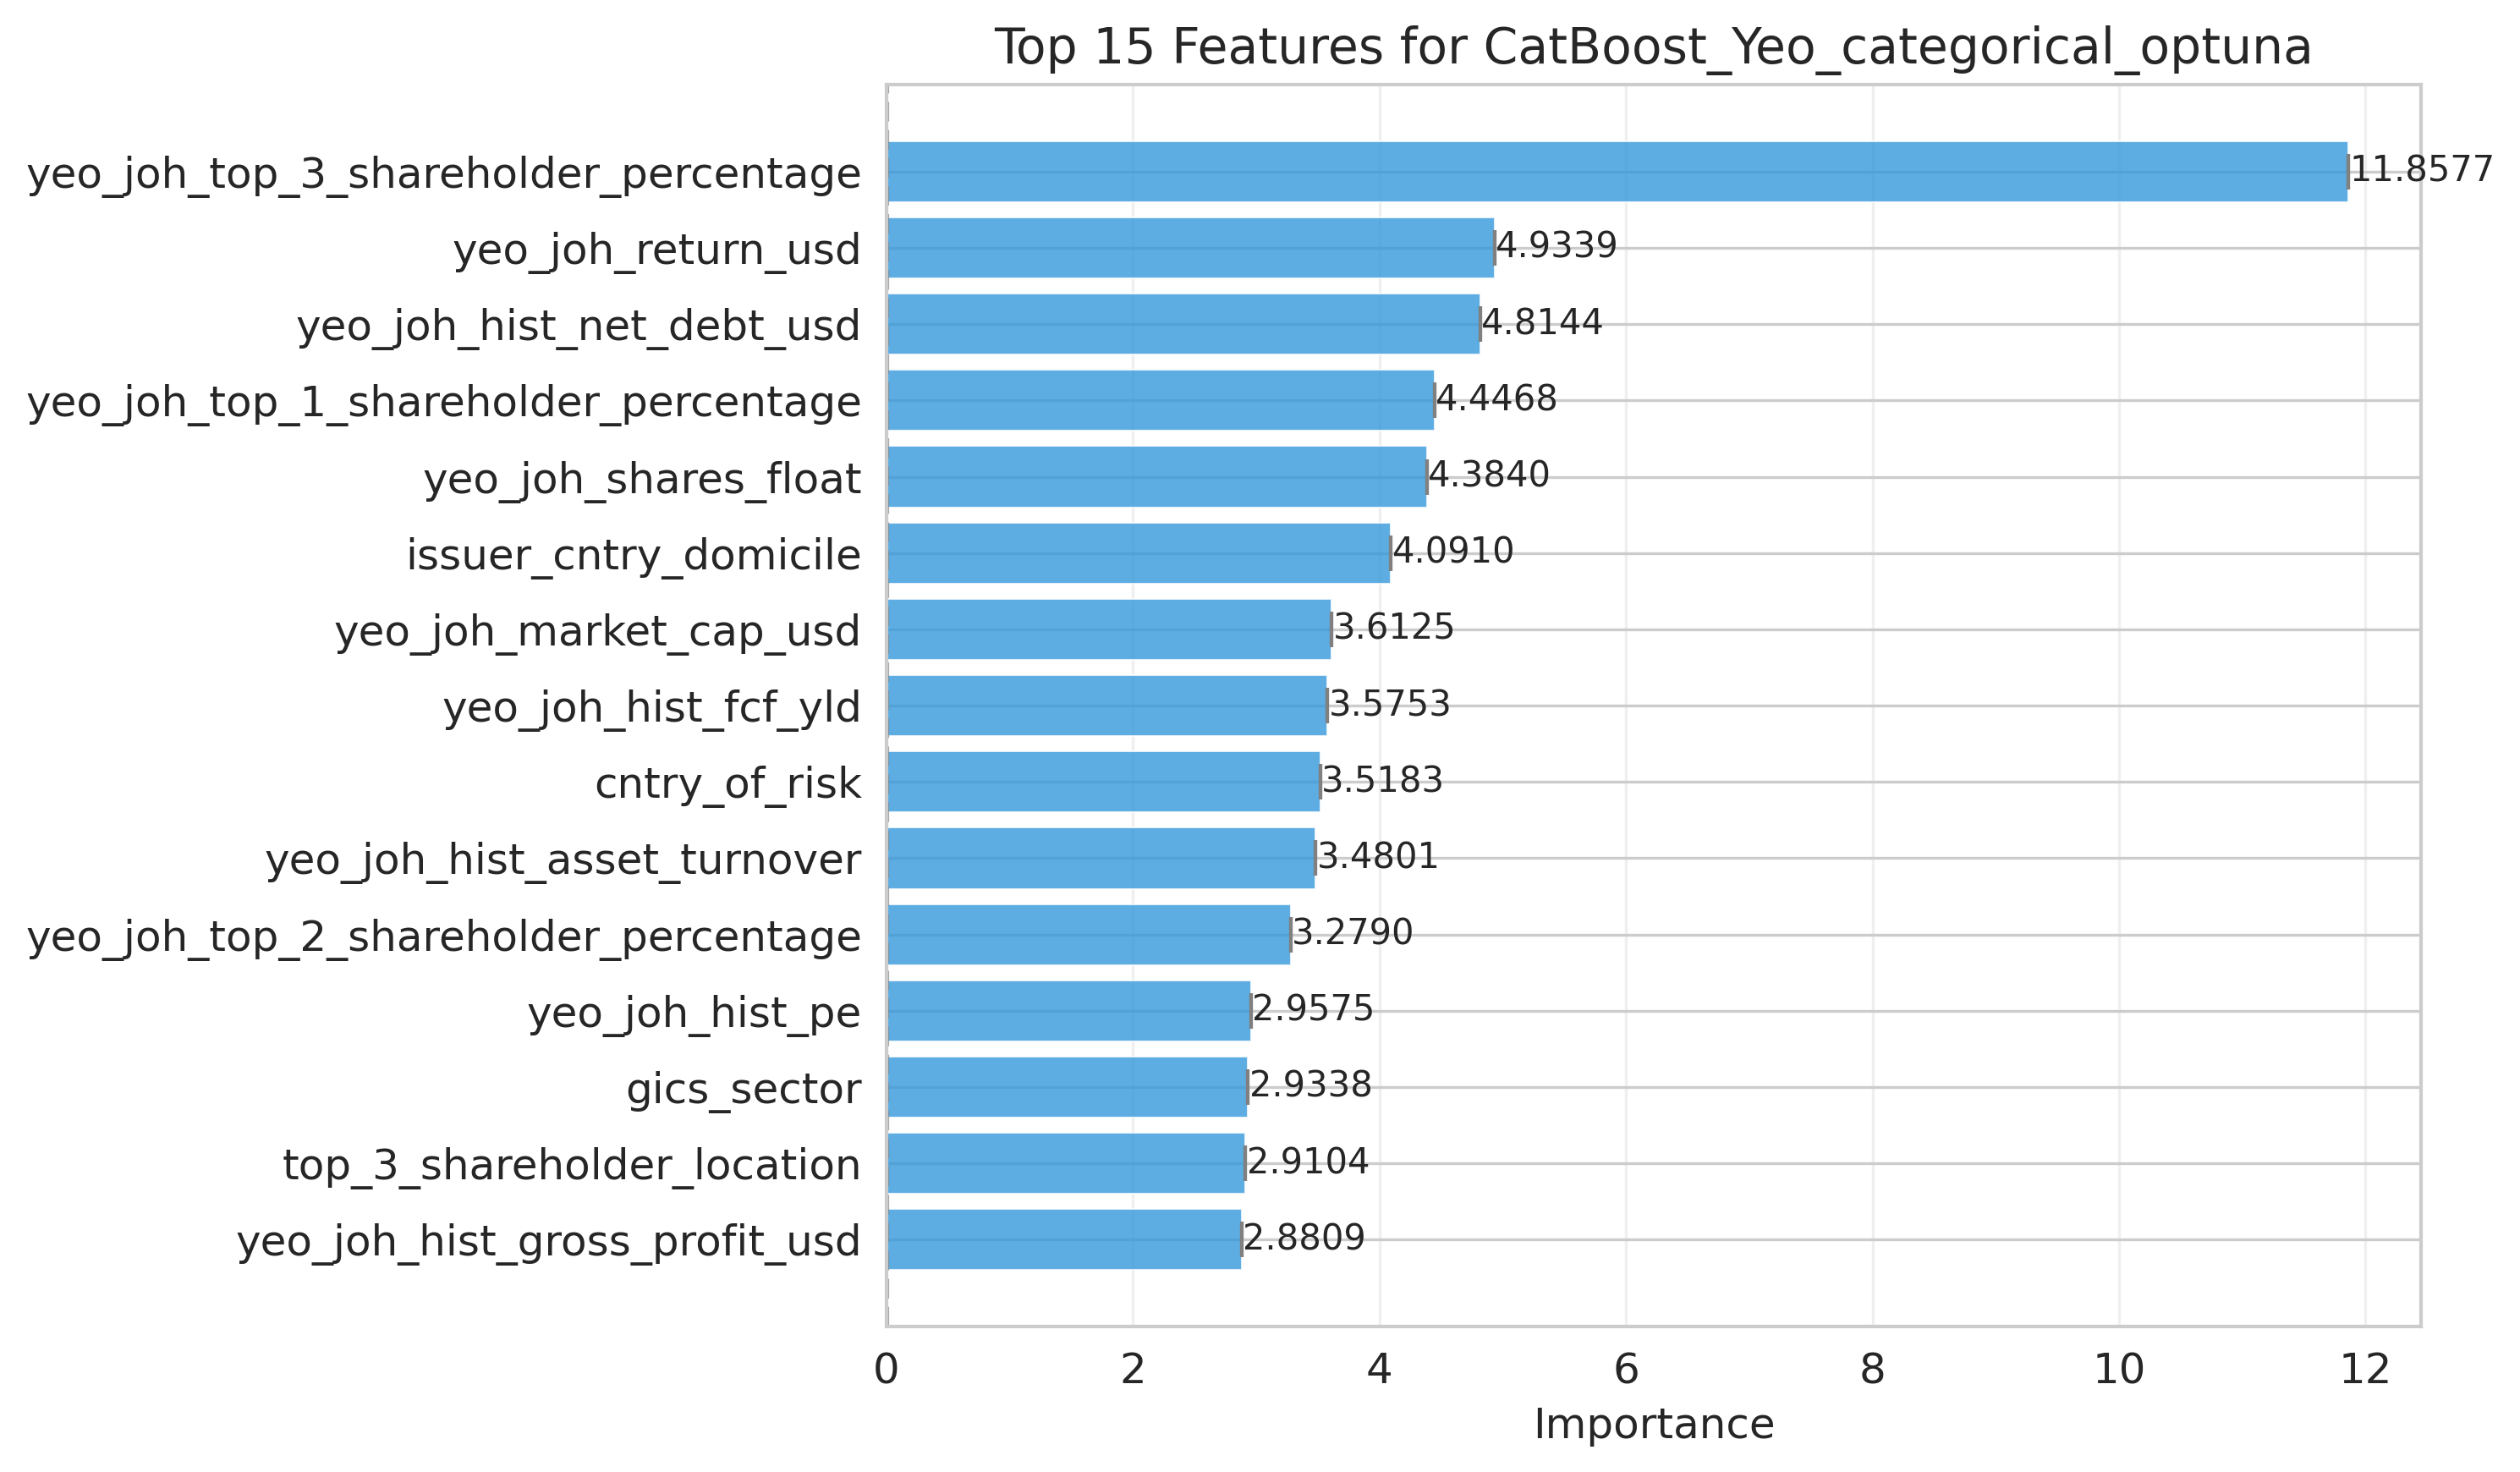 Top 15 Features for CatBoost_Yeo_categorical_optuna
yeo_joh_top_3_shareholder_percentage 11.8577
yeo_joh_return_usd 4.9339
yeo_joh_hist_net_debt_usd 4.8144
yeo_joh_top_1_shareholder_percentage 4.4468
yeo_joh_shares_float 4.3840
issuer_cntry_domicile 4.0910
yeo_joh_market_cap_usd 3.6125
yeo_joh_hist_fcf_yld 3.5753
cntry_of_risk 3.5183
yeo_joh_hist_asset_turnover 3.4801
yeo_joh_top_2_shareholder_percentage 3.2790
yeo_joh_hist_pe 2.9575
gics_sector 2.9338
top_3_shareholder_location 2.9104
yeo_joh_hist_gross_profit_usd 2.8809
0 2 4 6 8 10 12
Importance